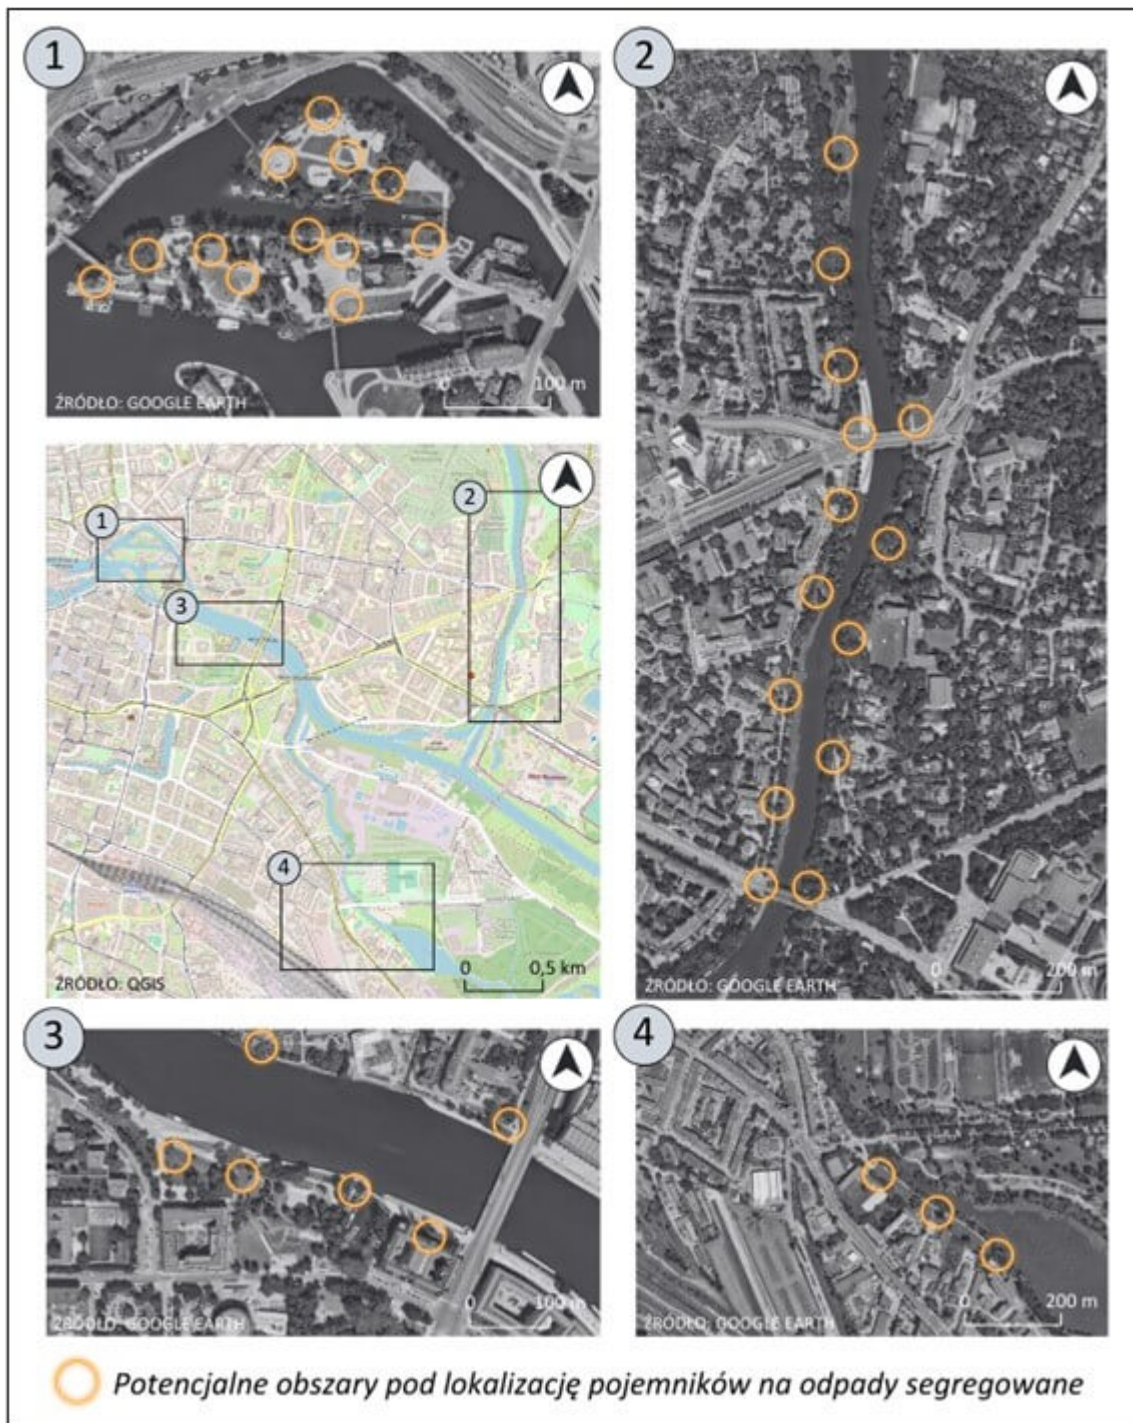 1
100 m
0
ŹRÓDŁO: GOOGLE EARTH
2
0
200 m
ŹRÓDŁO: GOOGLE EARTH
1
2
3
4
0
0,5 km
ŹRÓDŁO: QGIS
3
0
100 m
ŹRÓDŁO: GOOGLE EARTH
4
0
200 m
ŹRÓDŁO: GOOGLE EARTH
Potencjalne obszary pod lokalizację pojemników na odpady segregowane